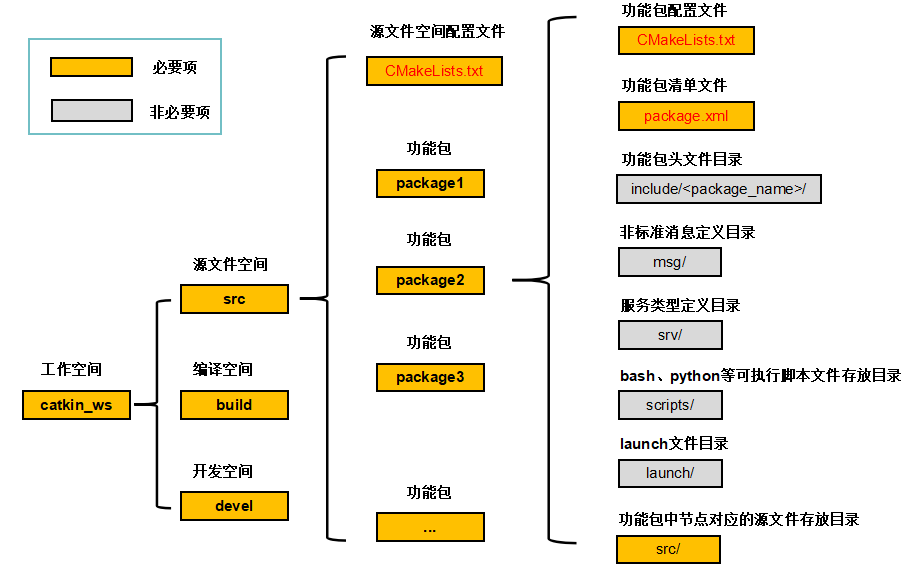 必要项
非必要项
工作空间
catkin_ws
源文件空间
src
编译空间
build
开发空间
devel
源文件空间配置文件
CMakeLists.txt
功能包
package1
功能包
package2
功能包
package3
功能包
...
功能包配置文件
CMakeLists.txt
功能包清单文件
package.xml
功能包头文件目录
include/<package_name>/
非标准消息定义目录
msg/
服务类型定义目录
srv/
bash、python等可执行脚本文件存放目录
scripts/
launch文件目录
launch/
功能包中节点对应的源文件存放目录
src/